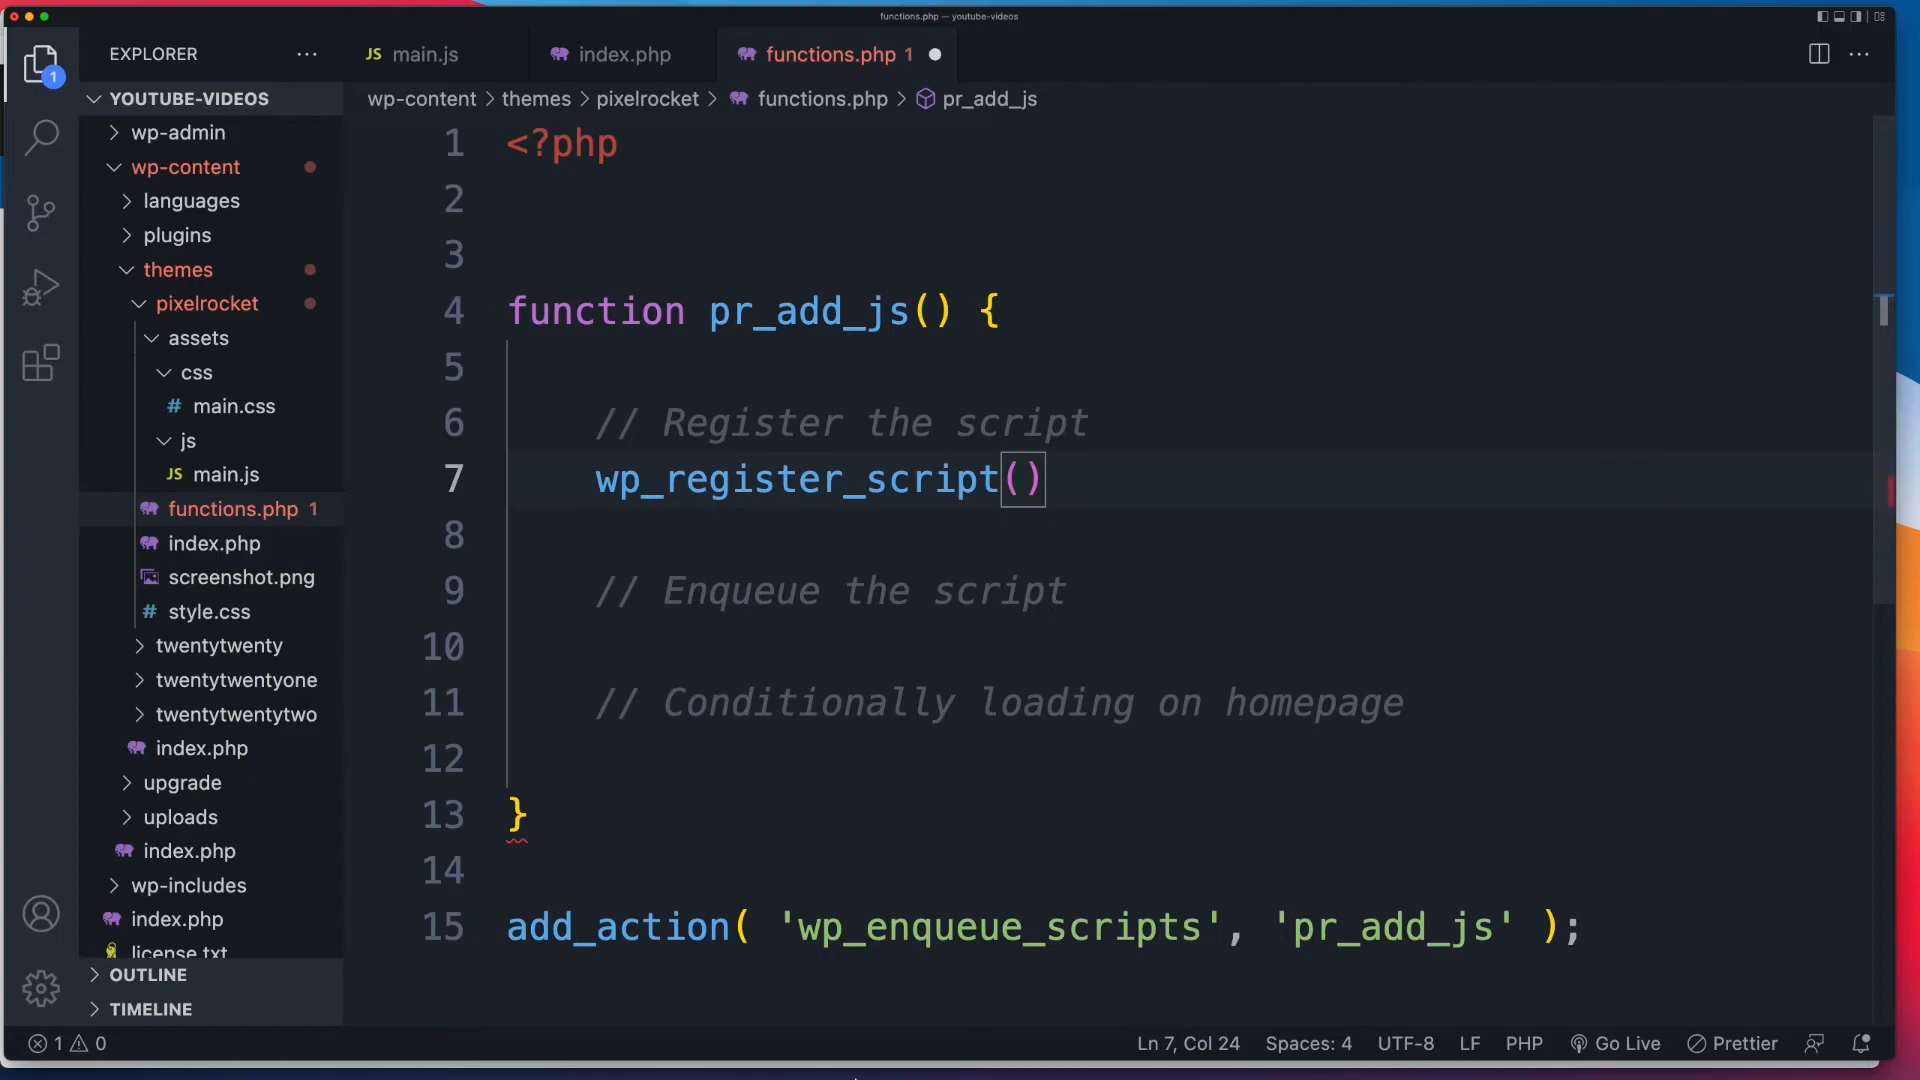 functions.php — youtube-videos
1
EXPLORER
YOUTUBE-VIDEOS
wp-admin
wp-content
languages
plugins
themes
pixelrocket
assets
css
# main.css
js
JS main.js
functions.php 1
index.php
screenshot.png
# style.css
twentytwenty
twentytwentyone
twentytwentytwo
index.php
upgrade
uploads
index.php
wp-includes
index.php
license.txt
OUTLINE
TIMELINE
JS main.js
index.php
functions.php 1
wp-content > themes > pixelrocket > functions.php > pr_add_js
1 <?php
2
3
4 function pr_add_js() {
5
6 // Register the script
7 wp_register_script()
8
9 // Enqueue the script
10
11 // Conditionally loading on homepage
12
13 }
14
15 add_action( 'wp_enqueue_scripts', 'pr_add_js' );
1 0
Ln 7, Col 24 Spaces: 4 UTF-8 LF PHP Go Live Prettier